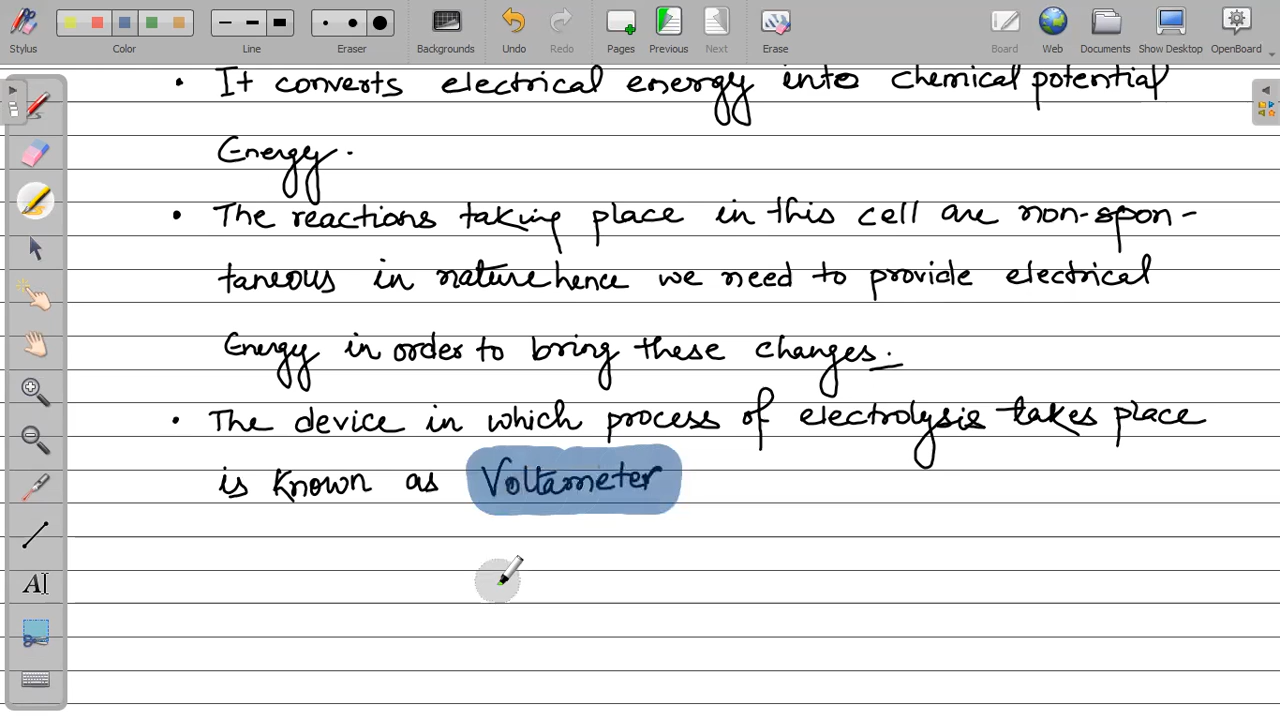 Stylus
Color
Line
Eraser
Backgrounds
Undo
Redo
Pages
Previous
Next
Erase
Board
Web
Documents
Show Desktop
OpenBoard
• It converts electrical energy into chemical potential
Energy.
• The reactions taking place in this cell are non-spon-
taneous in nature hence we need to provide electrical
Energy in order to bring these changes.
• The device in which process of electrolysis takes place
is known as Voltameter
AI